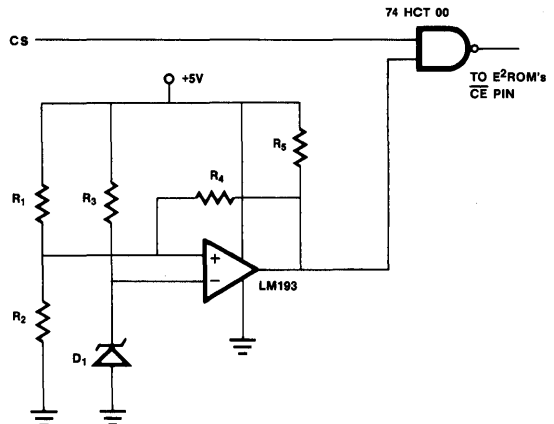 74 HCT 00
CS
TO E²ROM's
CE PIN
+5V
R5
R4
R1
R3
+
−
LM193
R2
D1